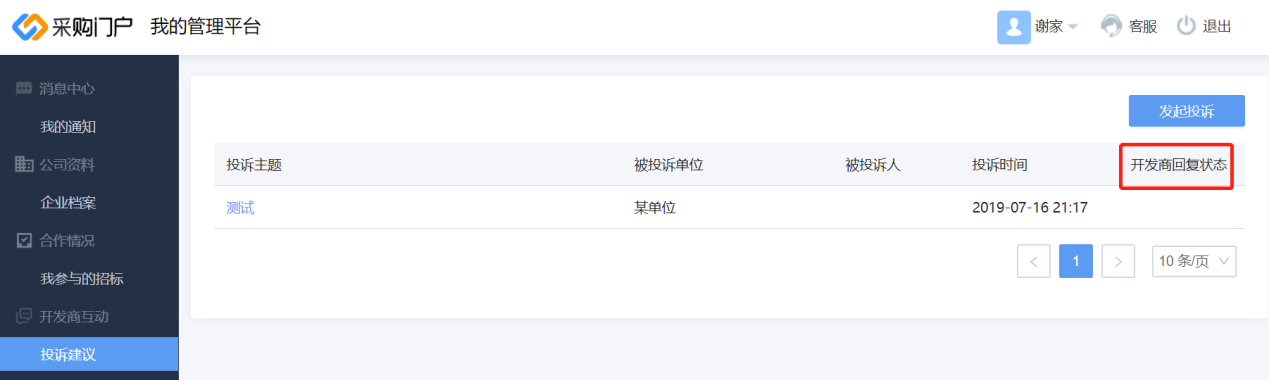 采购门户 我的管理平台 谢家 客服 退出
消息中心
我的通知
公司资料
企业档案
合作情况
我参与的招标
开发商互动
投诉建议
发起投诉
投诉主题 被投诉单位 被投诉人 投诉时间 开发商回复状态
测试 某单位 2019-07-16 21:17
< 1 > 10 条/页